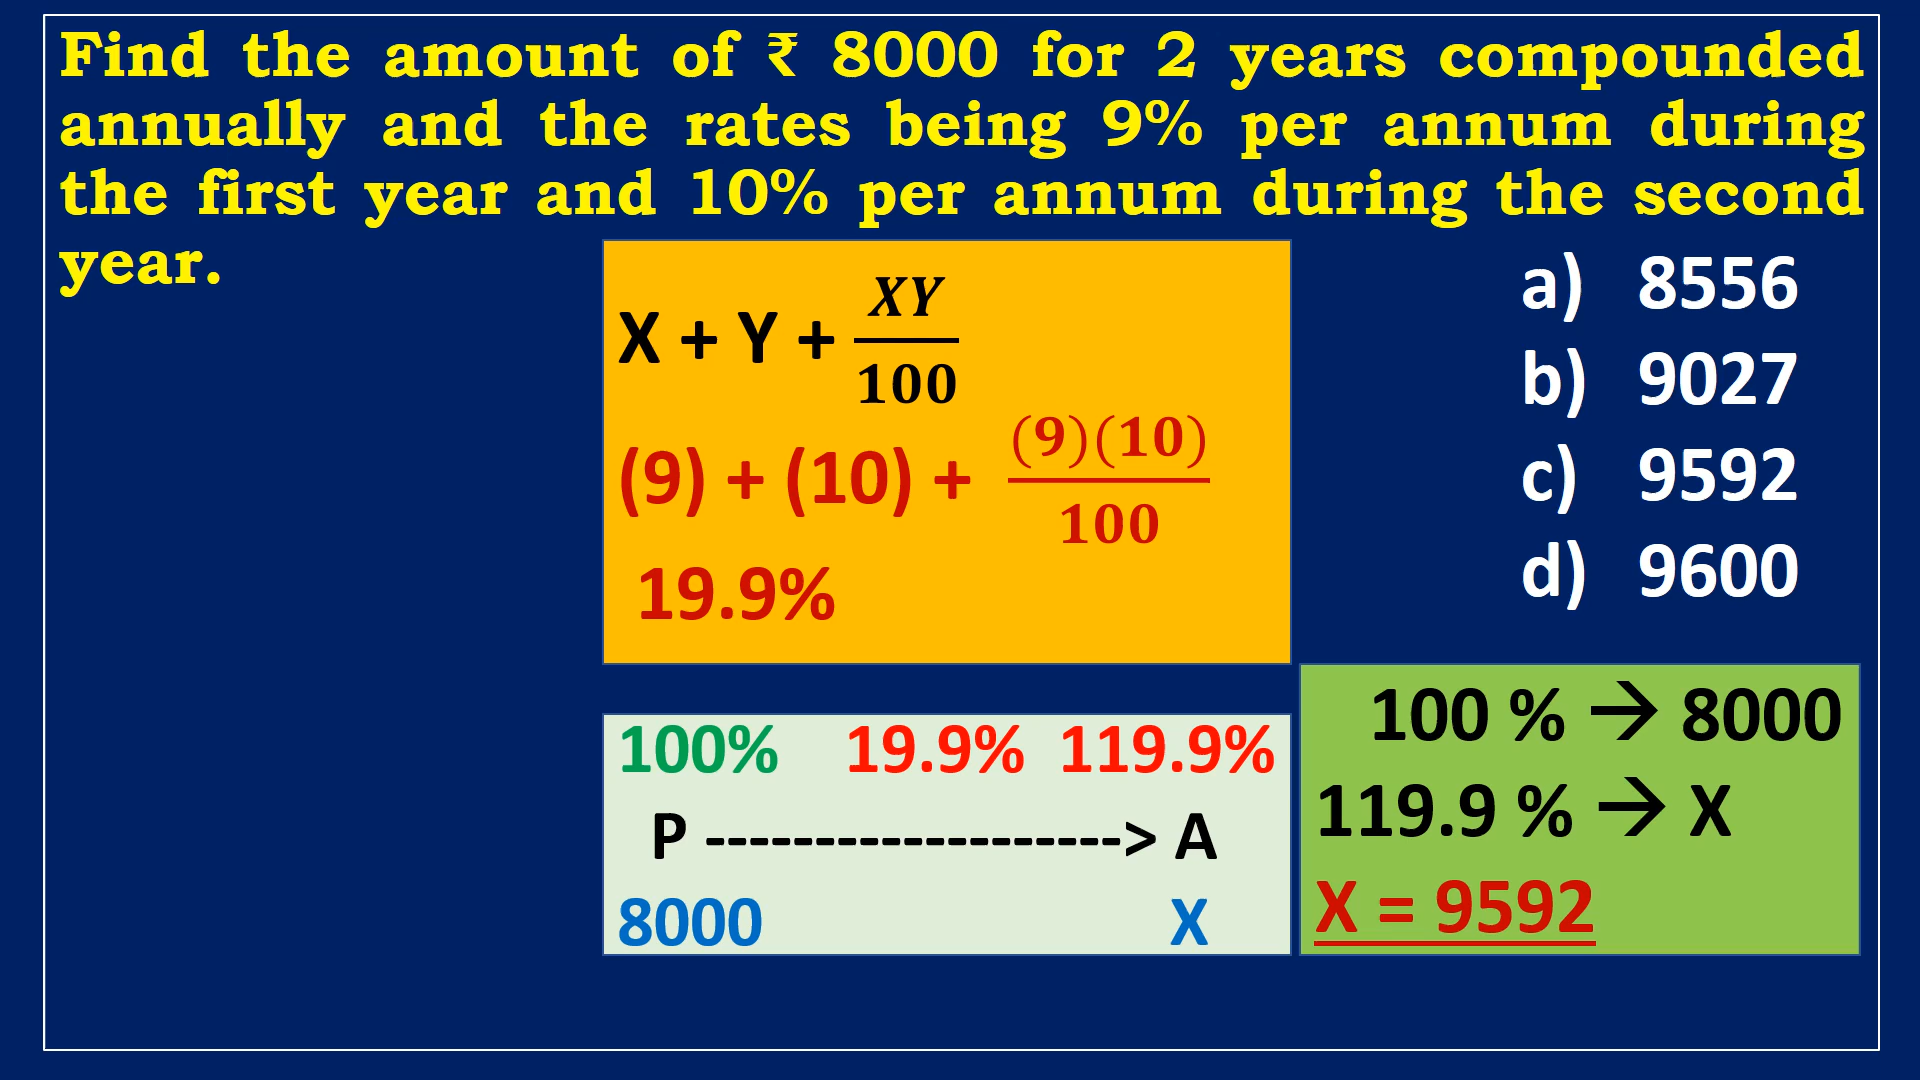 Find the amount of ₹ 8000 for 2 years compounded
annually and the rates being 9% per annum during
the first year and 10% per annum during the second
year.
a) 8556
b) 9027
c) 9592
d) 9600
X + Y + XY/100
(9) + (10) + (9)(10)/100
19.9%
100% 19.9% 119.9%
P -------------------> A
8000 X
100 % → 8000
119.9 % → X
X = 9592